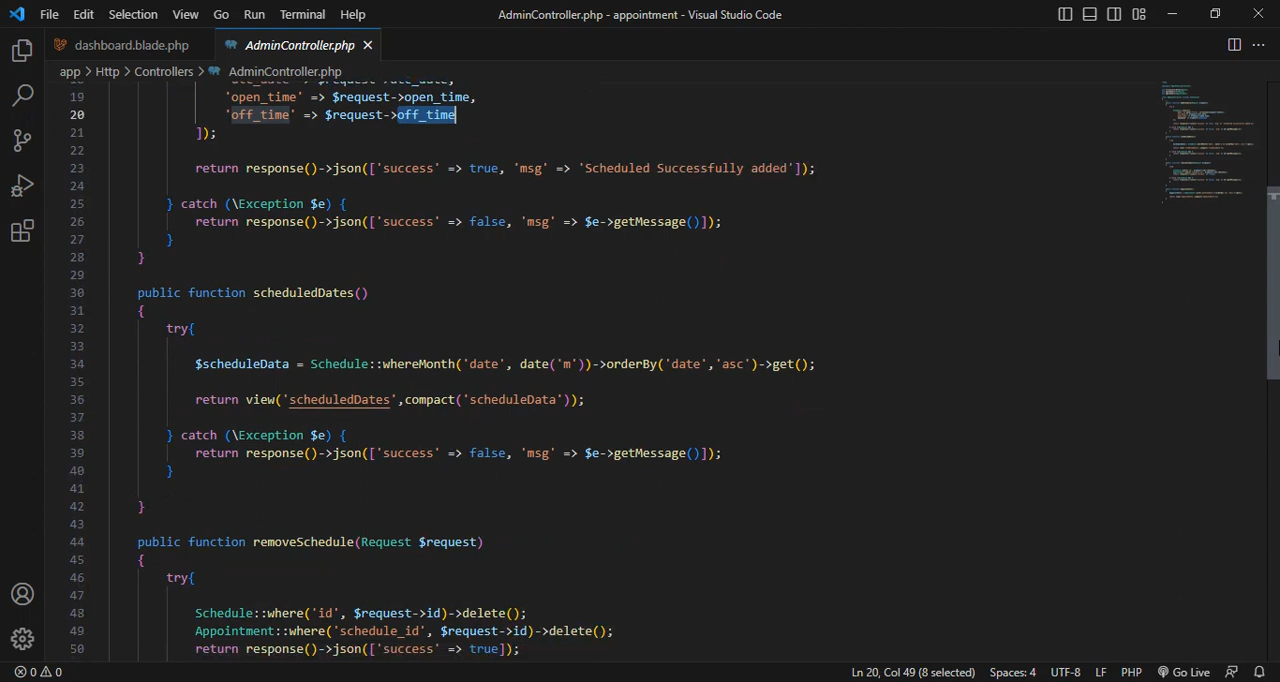 File Edit Selection View Go Run Terminal Help AdminController.php - appointment - Visual Studio Code
dashboard.blade.php AdminController.php
app > Http > Controllers > AdminController.php
19 'open_time' => $request->open_time,
20 'off_time' => $request->off_time
21 ]);
22
23 return response()->json(['success' => true, 'msg' => 'Scheduled Successfully added']);
24
25 } catch (\Exception $e) {
26 return response()->json(['success' => false, 'msg' => $e->getMessage()]);
27 }
28 }
29
30 public function scheduledDates()
31 {
32 try{
33
34 $scheduleData = Schedule::whereMonth('date', date('m'))->orderBy('date','asc')->get();
35
36 return view('scheduledDates',compact('scheduleData'));
37
38 } catch (\Exception $e) {
39 return response()->json(['success' => false, 'msg' => $e->getMessage()]);
40 }
41
42 }
43
44 public function removeSchedule(Request $request)
45 {
46 try{
47
48 Schedule::where('id', $request->id)->delete();
49 Appointment::where('schedule_id', $request->id)->delete();
50 return response()->json(['success' => true]);
0 0 Ln 20, Col 49 (8 selected) Spaces: 4 UTF-8 LF PHP Go Live